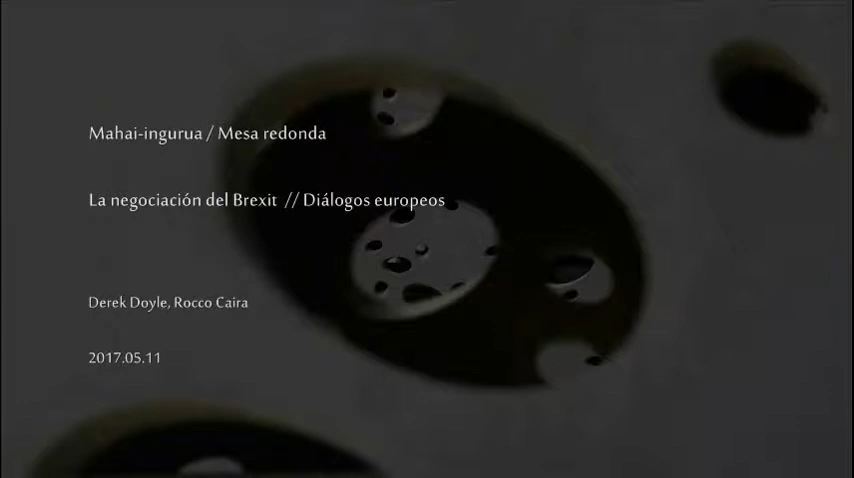 Mahai-ingurua / Mesa redonda
La negociación del Brexit // Diálogos europeos
Derek Doyle, Rocco Caira
2017.05.11